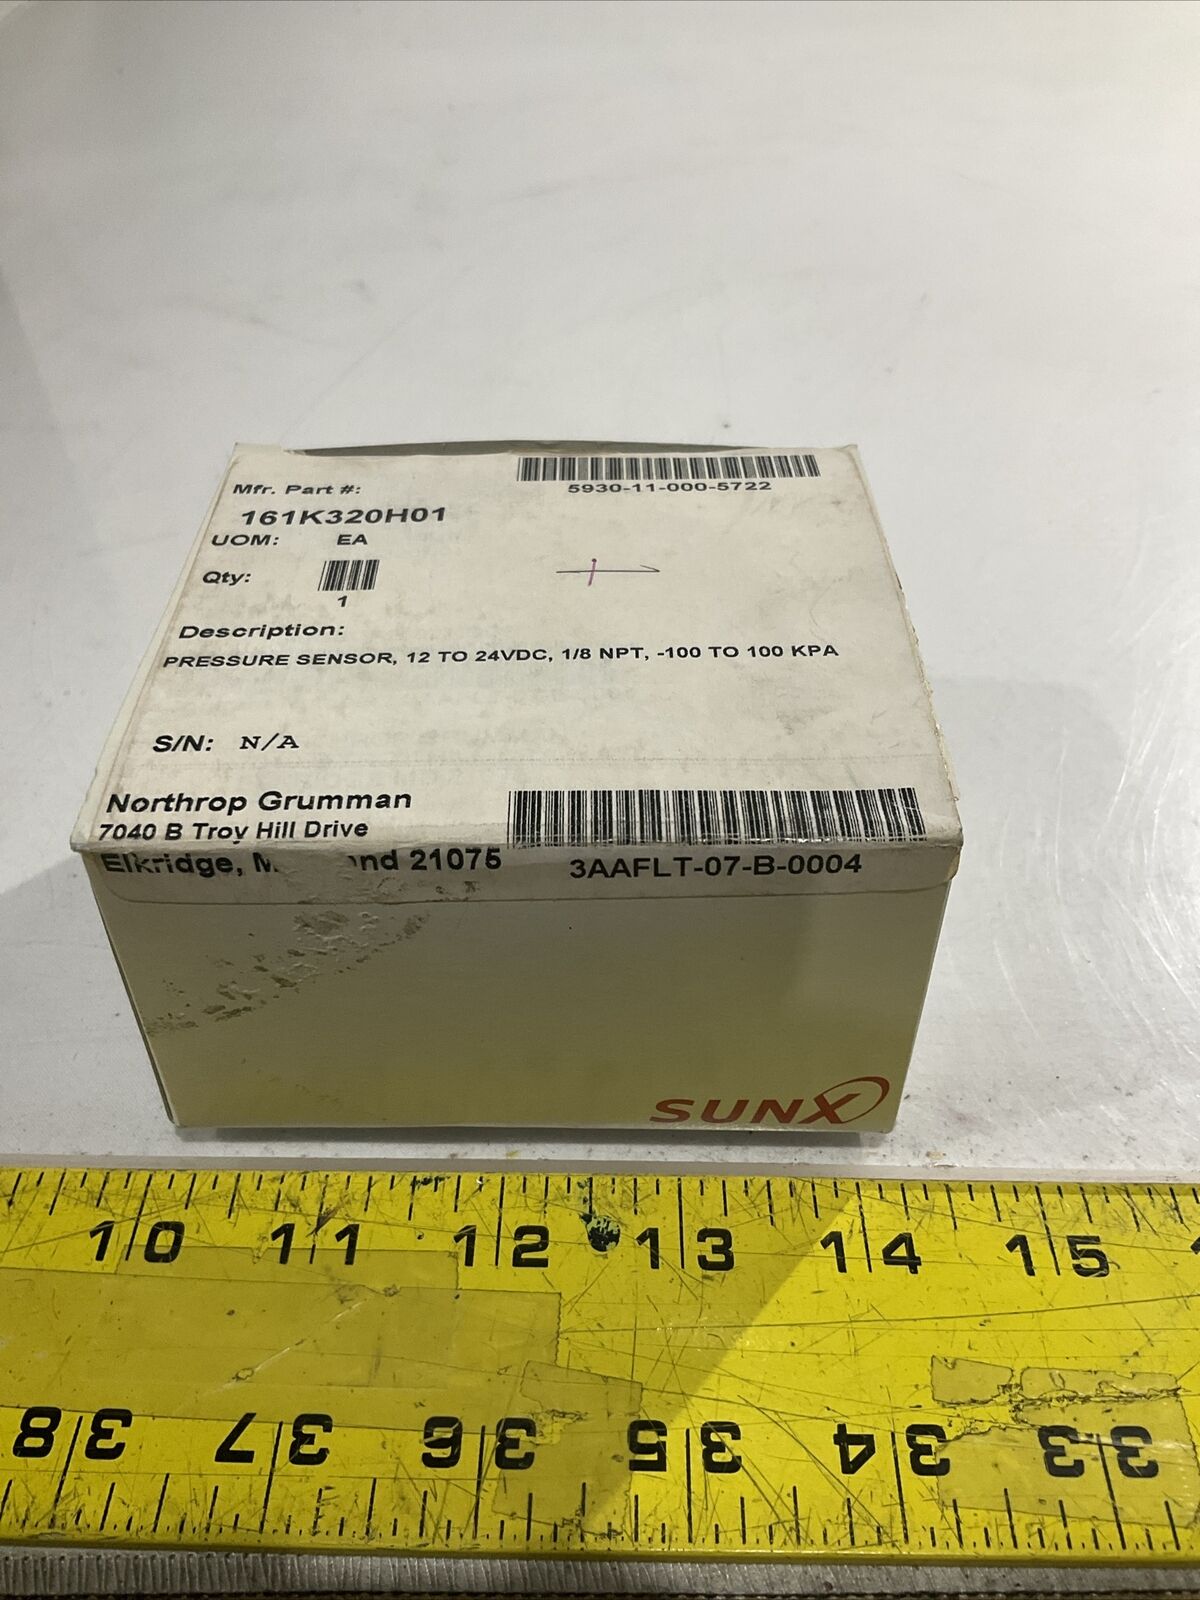 Mfr. Part #:
5930-11-000-5722
161K320H01
UOM: EA
Qty:
1
Description:
PRESSURE SENSOR, 12 TO 24VDC, 1/8 NPT, -100 TO 100 KPA
S/N: N/A
Northrop Grumman
7040 B Troy Hill Drive
Elkridge, 21075
3AAFLT-07-B-0004
SUNX
10 11 12 13 14 15
38 37 36 35 34 33